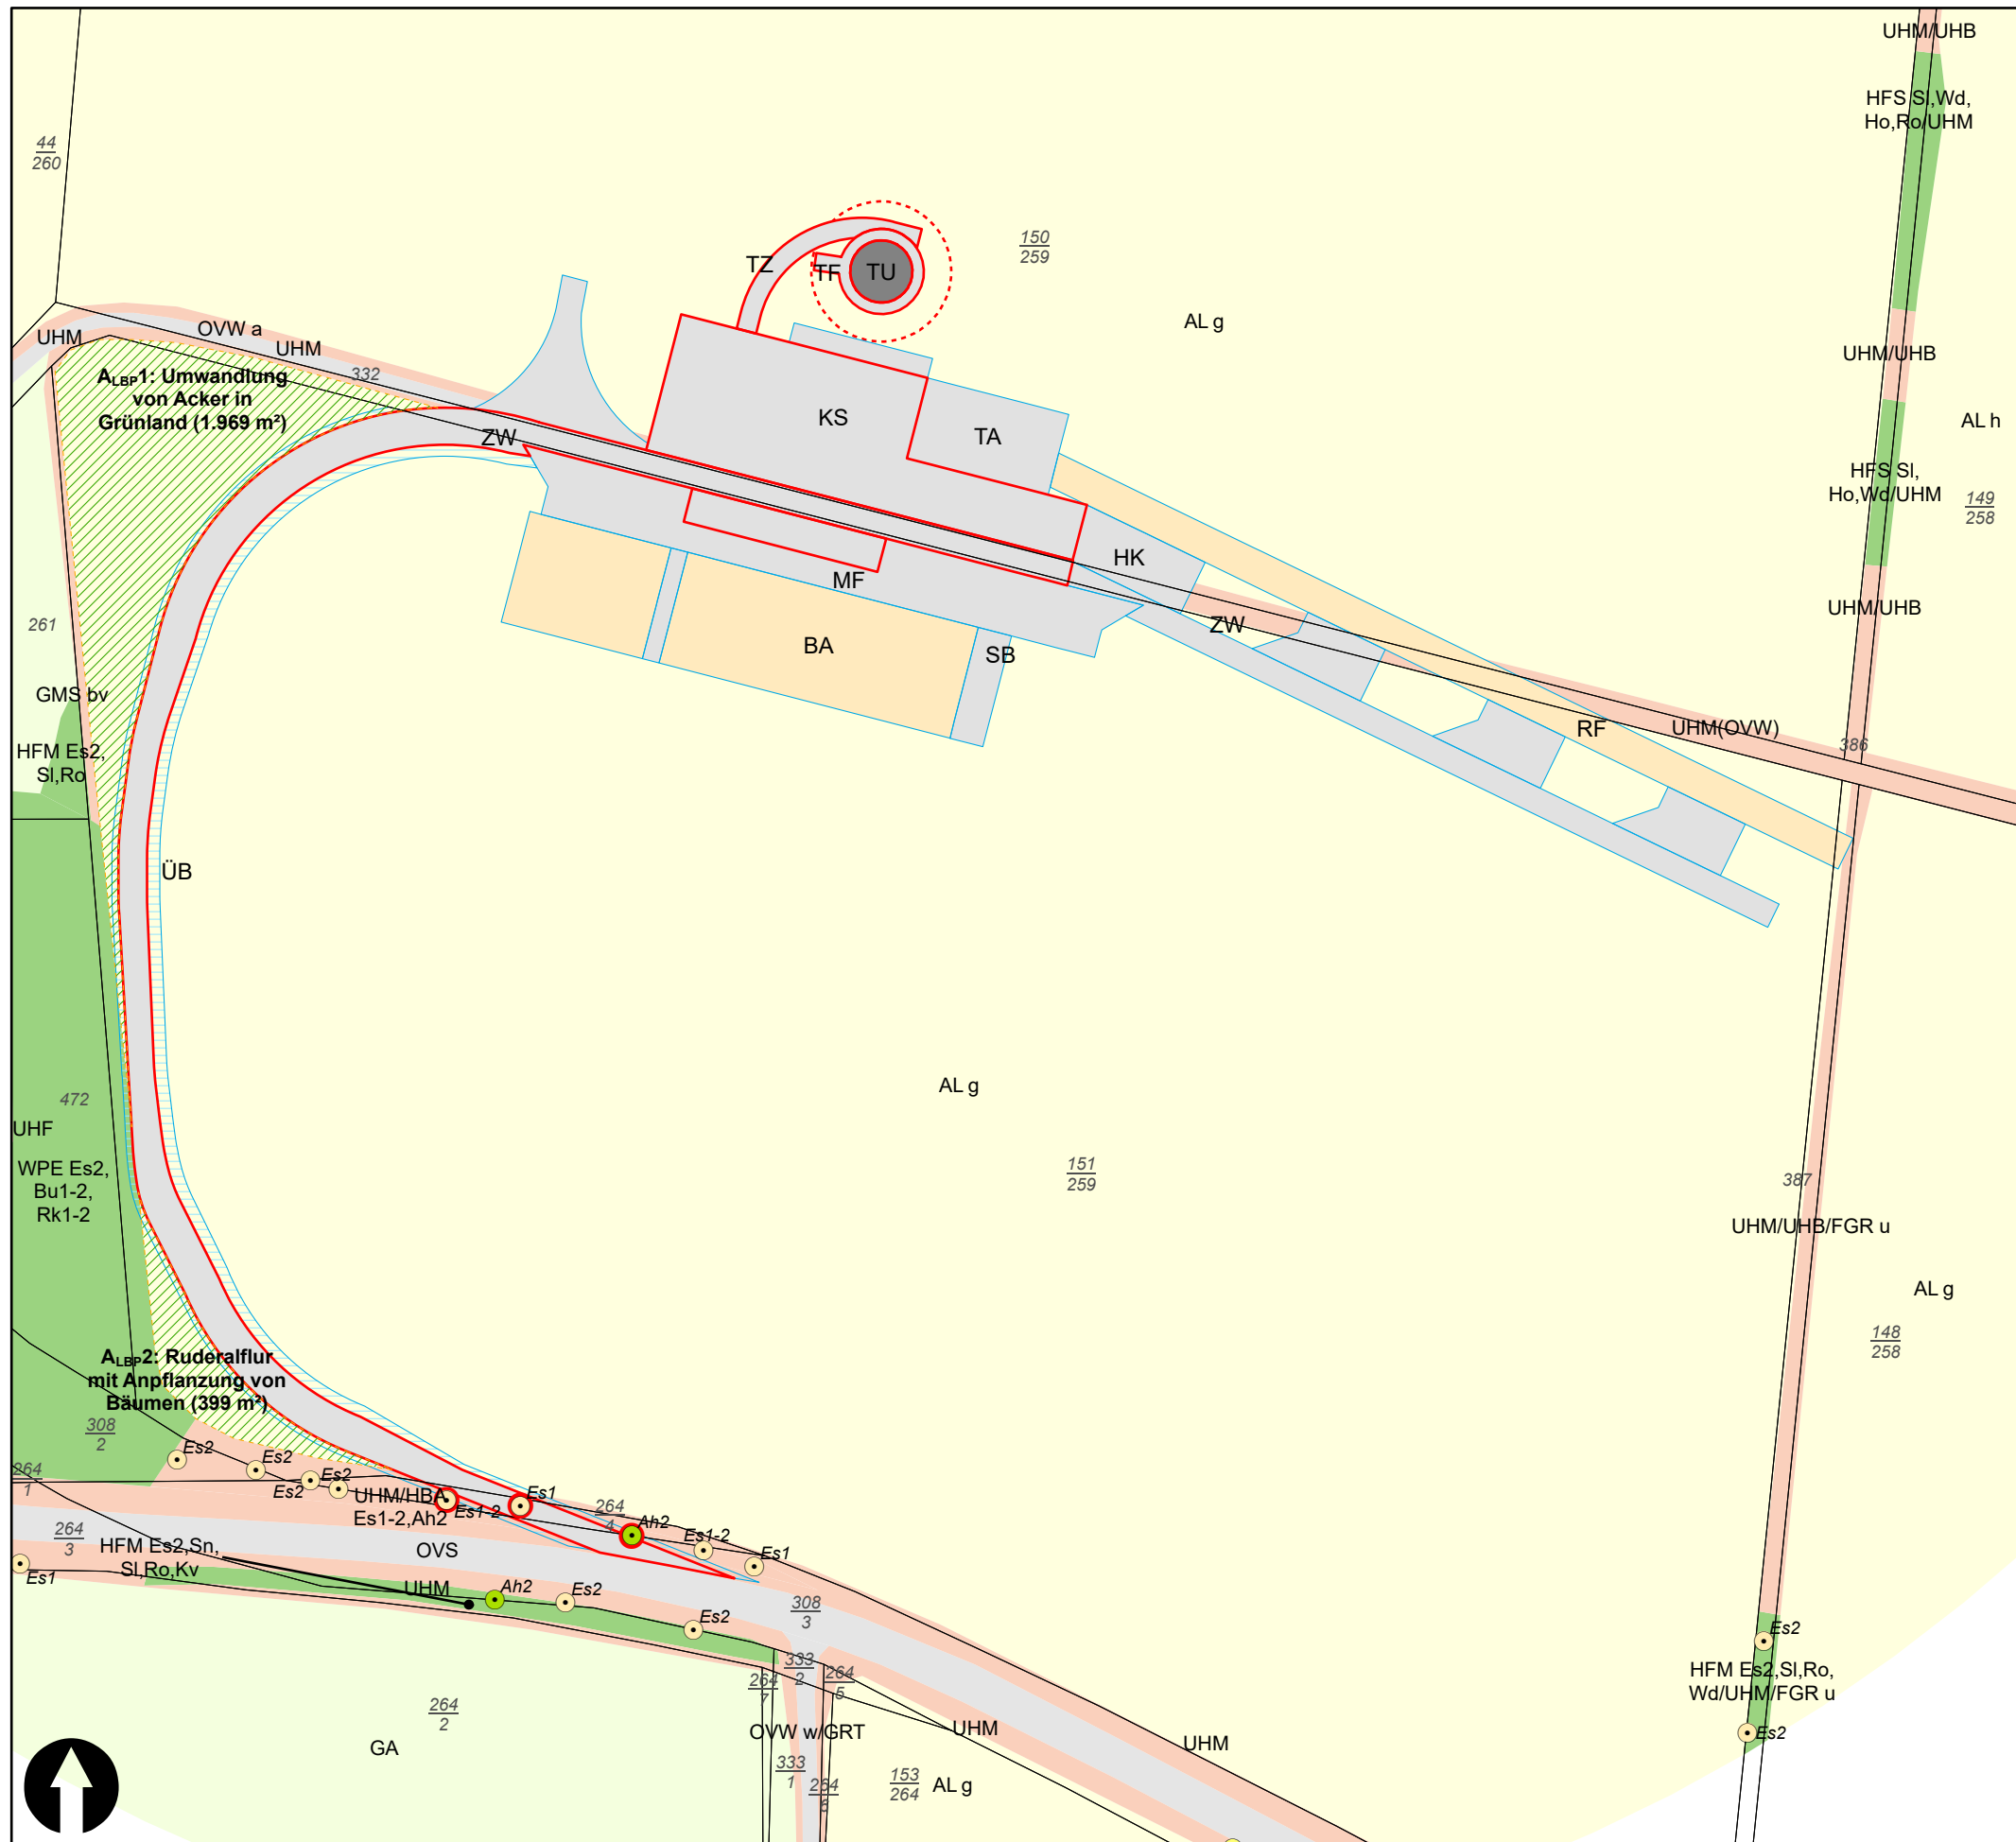 UHM/UHB
HFS Sl,Wd,
Ho,Ro/UHM
44
260
150
259
TZ
TF
TU
AL g
OVW a
UHM
UHM
332
A_LBP1: Umwandlung
von Acker in
Grünland (1.969 m²)
UHM/UHB
AL h
KS
TA
ZW
HFS Sl,
Ho,Wd/UHM
149
258
HK
MF
UHM/UHB
261
ZW
BA
SB
GMS bv
RF
UHM(OVW)
386
HFM Es2,
Sl,Ro
ÜB
AL g
472
UHF
WPE Es2,
Bu1-2,
Rk1-2
151
259
387
UHM/UHB/FGR u
AL g
148
258
A_LBP2: Ruderalflur
mit Anpflanzung von
Bäumen (399 m²)
308
2
Es2
Es2
Es2
Es2
264
1
UHM/HBA
Es1-2,Ah2
Es1-2
Es1
264
4
Ah2
Es1-2
Es1
264
3
HFM Es2,Sn,
Sl,Ro,Kv
OVS
Es1
UHM
Ah2
Es2
Es2
308
3
333
2
264
7
264
5
Es2
HFM Es2,Sl,Ro,
Wd/UHM/FGR u
Es2
264
2
GA
OVW w/GRT
UHM
UHM
333
1
264
6
153
264
AL g